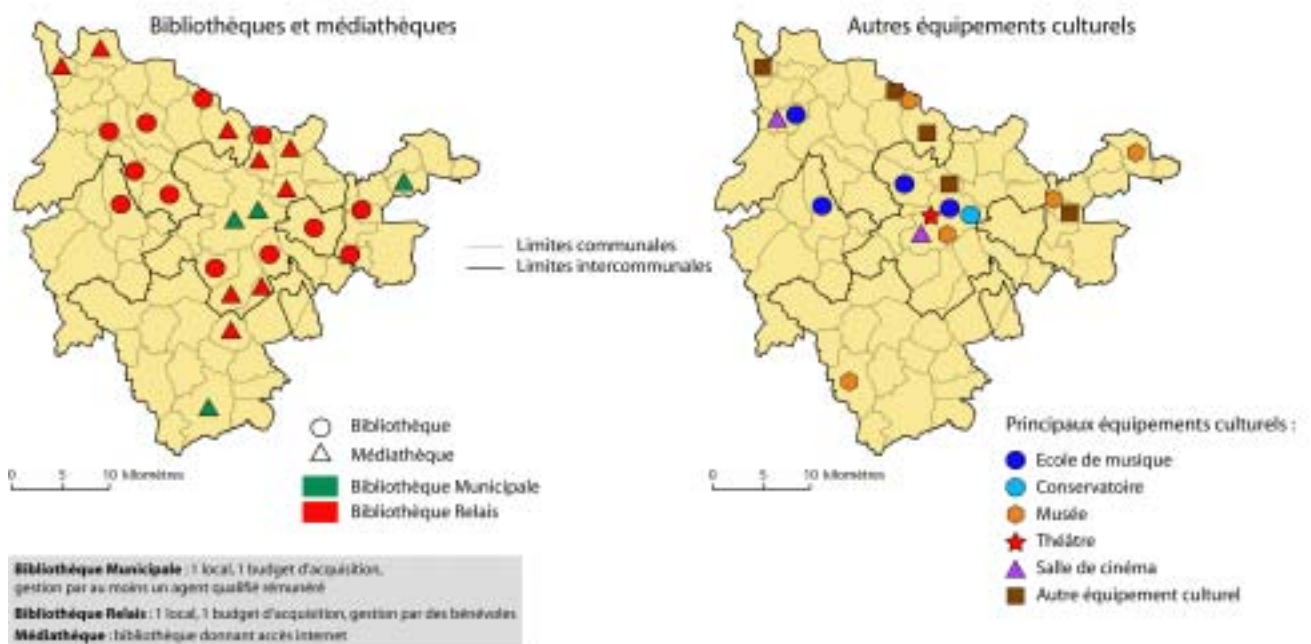 Bibliothèques et médiathèques
Limites communales
Limites intercommunales
Bibliothèque
Médiathèque
Bibliothèque Municipale
Bibliothèque Relais
0 5 10 kilomètres
Bibliothèque Municipale : 1 local, 1 budget d'acquisition,
gestion par au moins un agent qualifié rémunéré
Bibliothèque Relais : 1 local, 1 budget d'acquisition, gestion par des bénévoles
Médiathèque : bibliothèque donnant accès internet
Autres équipements culturels
Principaux équipements culturels :
Ecole de musique
Conservatoire
Musée
Théâtre
Salle de cinéma
Autre équipement culturel
0 5 10 kilomètres